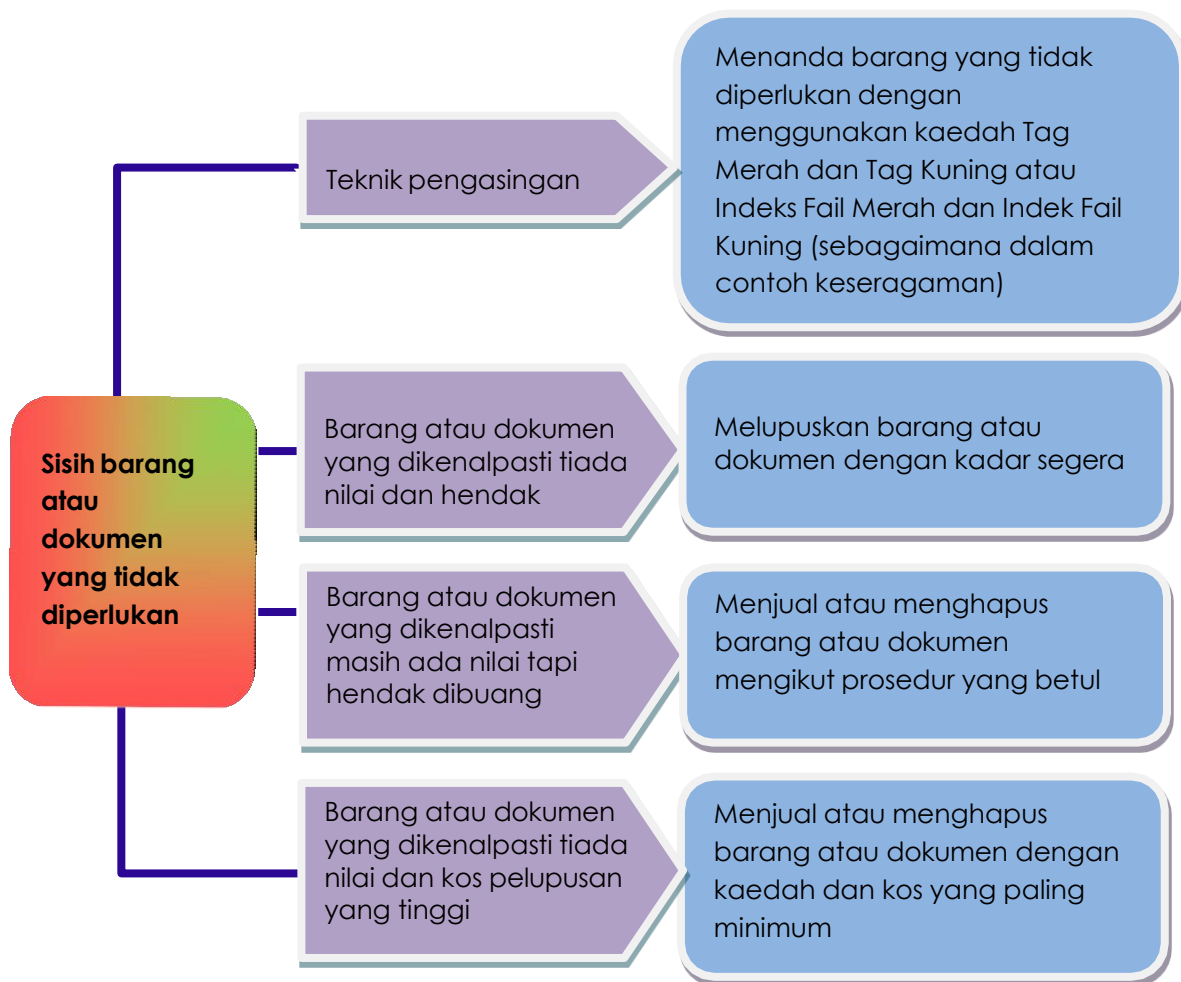 Menanda barang yang tidak
diperlukan dengan
menggunakan kaedah Tag
Merah dan Tag Kuning atau
Indeks Fail Merah dan Indek Fail
Kuning (sebagaimana dalam
contoh keseragaman)
Teknik pengasingan
Sisih barang
atau
dokumen
yang tidak
diperlukan
Barang atau dokumen
yang dikenalpasti tiada
nilai dan hendak
Melupuskan barang atau
dokumen dengan kadar segera
Barang atau dokumen
yang dikenalpasti
masih ada nilai tapi
hendak dibuang
Menjual atau menghapus
barang atau dokumen
mengikut prosedur yang betul
Barang atau dokumen
yang dikenalpasti tiada
nilai dan kos pelupusan
yang tinggi
Menjual atau menghapus
barang atau dokumen dengan
kaedah dan kos yang paling
minimum